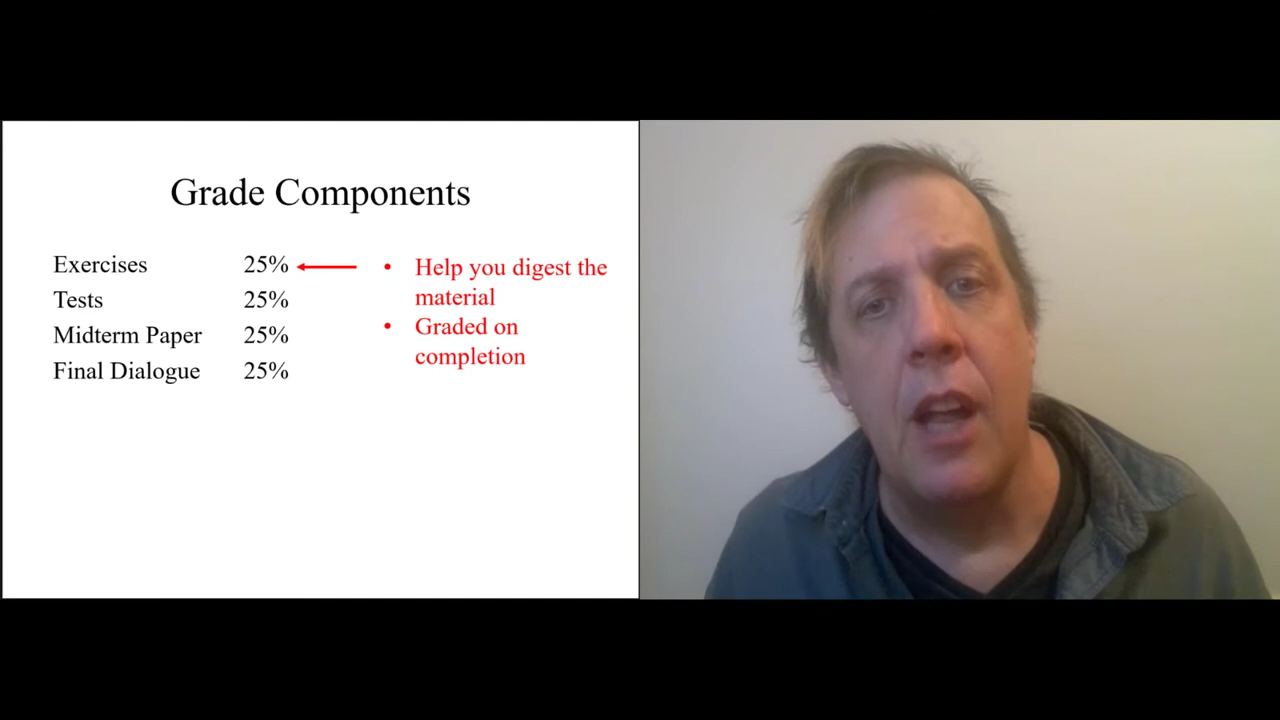 Grade Components
Exercises 25%
Tests 25%
Midterm Paper 25%
Final Dialogue 25%
• Help you digest the
material
• Graded on
completion